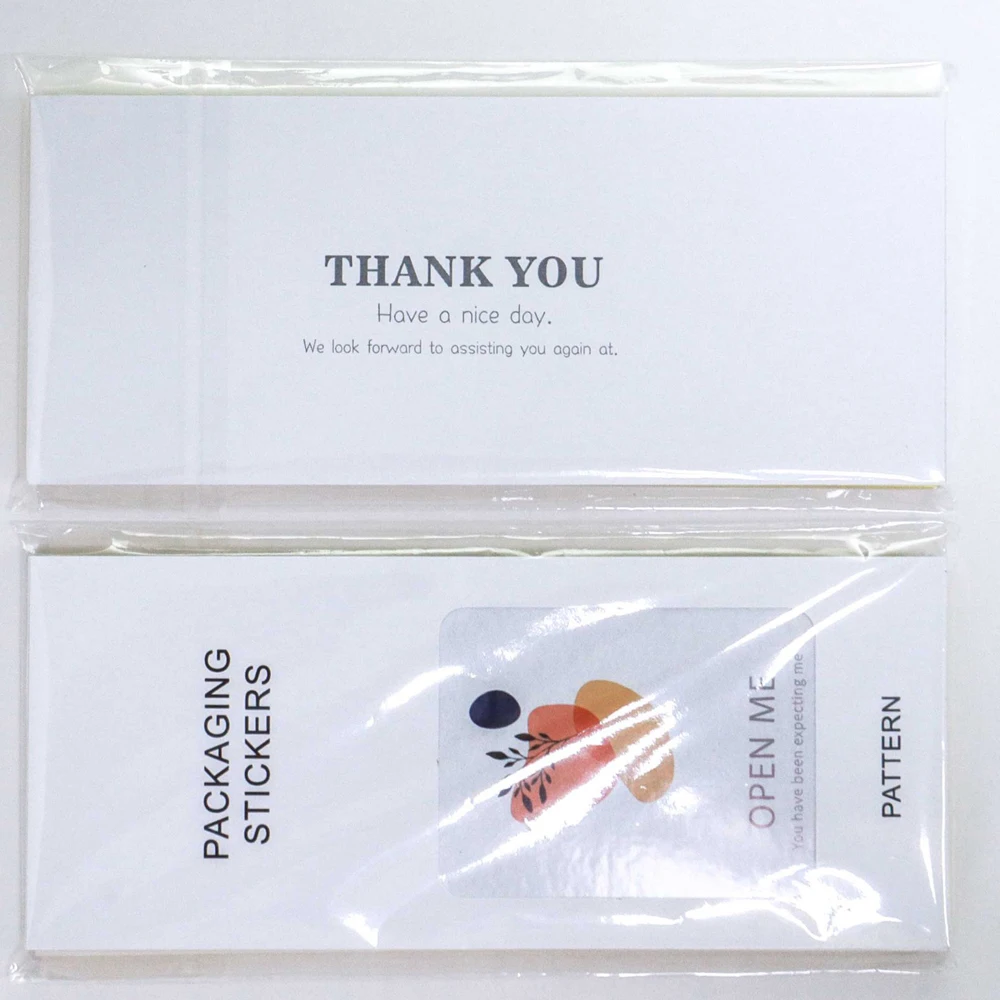 THANK YOU
Have a nice day.
We look forward to assisting you again at.
PACKAGING
STICKERS
OPEN ME
You have been expecting me
PATTERN